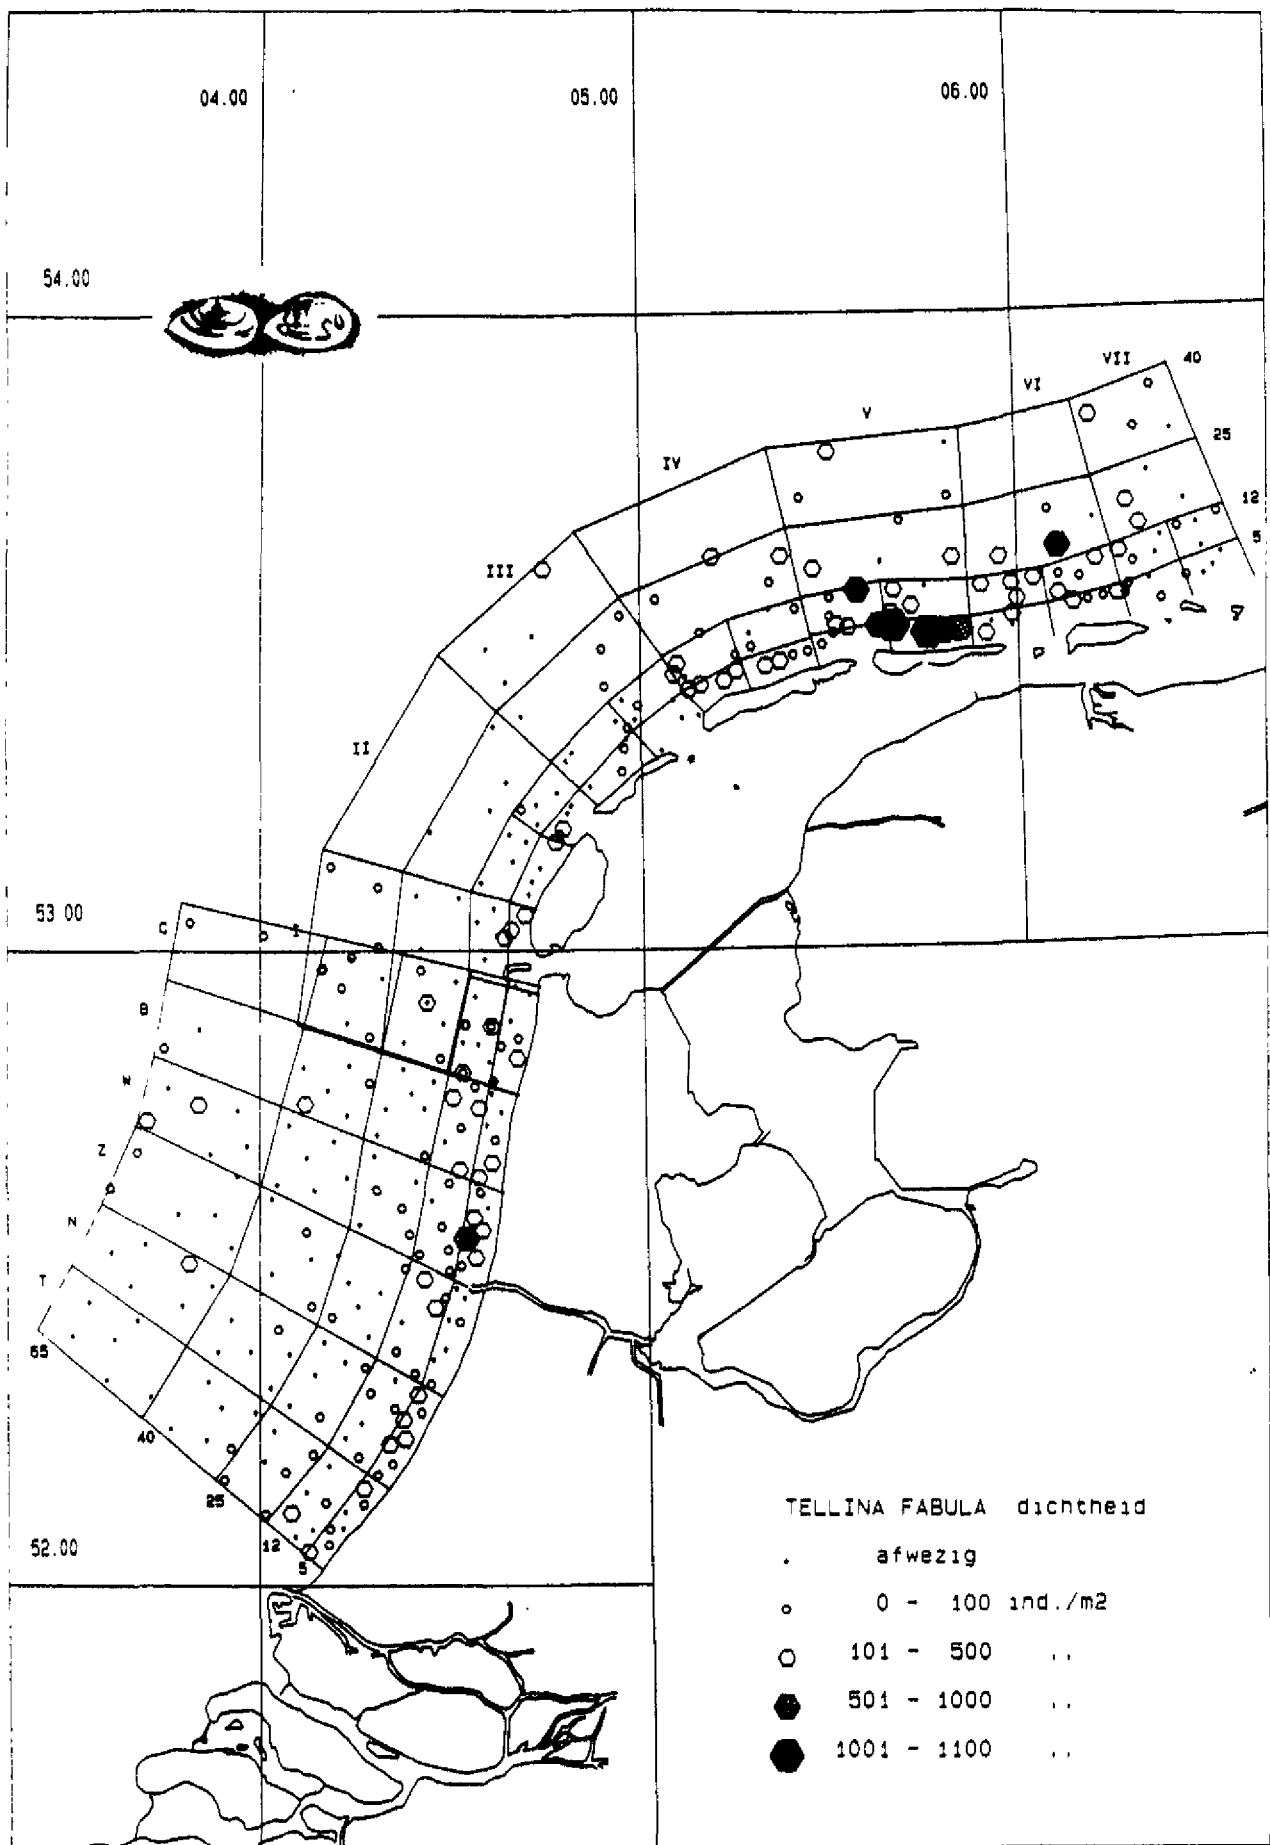 04.00
05.00
06.00
54.00
VII
40
VI
V
25
IV
12
5
III
II
53 00
C
I
B
W
Z
N
T
65
40
25
12
5
52.00
TELLINA FABULA dichtheid
. afwezig
0 - 100 ind./m2
101 - 500 ,,
501 - 1000 ,,
1001 - 1100 ,,